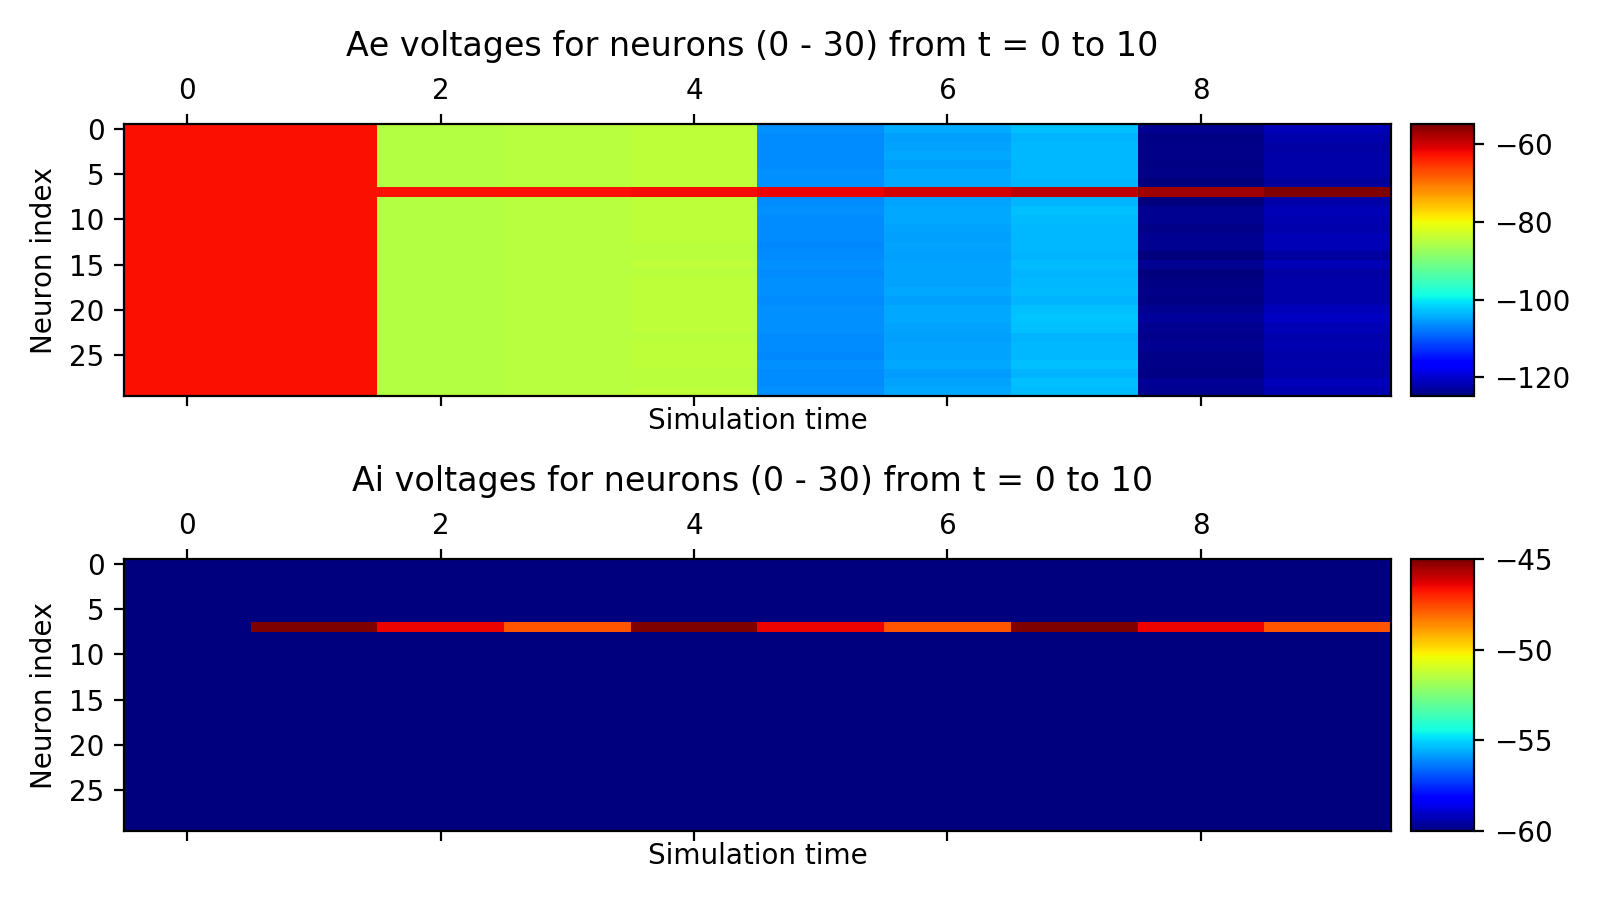 Ae voltages for neurons (0 - 30) from t = 0 to 10
0 2 4 6 8
Neuron index
0
5
10
15
20
25
−60
−80
−100
−120
Simulation time
Ai voltages for neurons (0 - 30) from t = 0 to 10
0 2 4 6 8
Neuron index
0
5
10
15
20
25
−45
−50
−55
−60
Simulation time